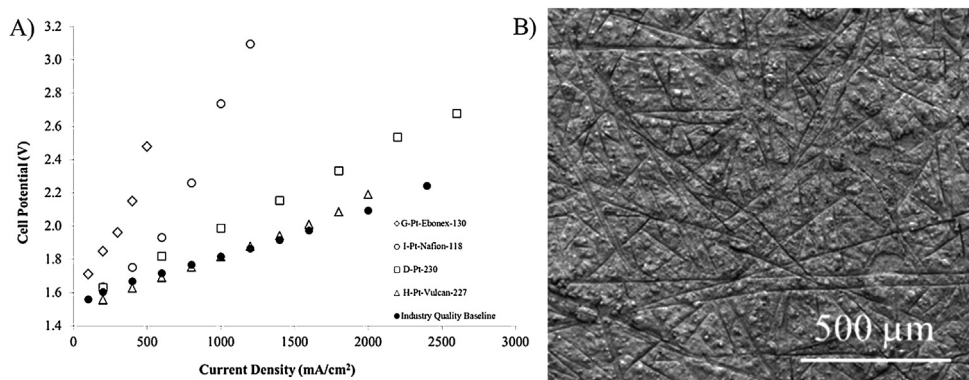 A)
B)
3.2
3.0
2.8
2.6
2.4
2.2
2.0
1.8
1.6
1.4
Cell Potential (V)
0
500
1000
1500
2000
2500
3000
Current Density (mA/cm²)
G-Pt-Ebonex-130
I-Pt-Nafion-118
D-Pt-230
H-Pt-Vulcan-227
Industry Quality Baseline
500 µm